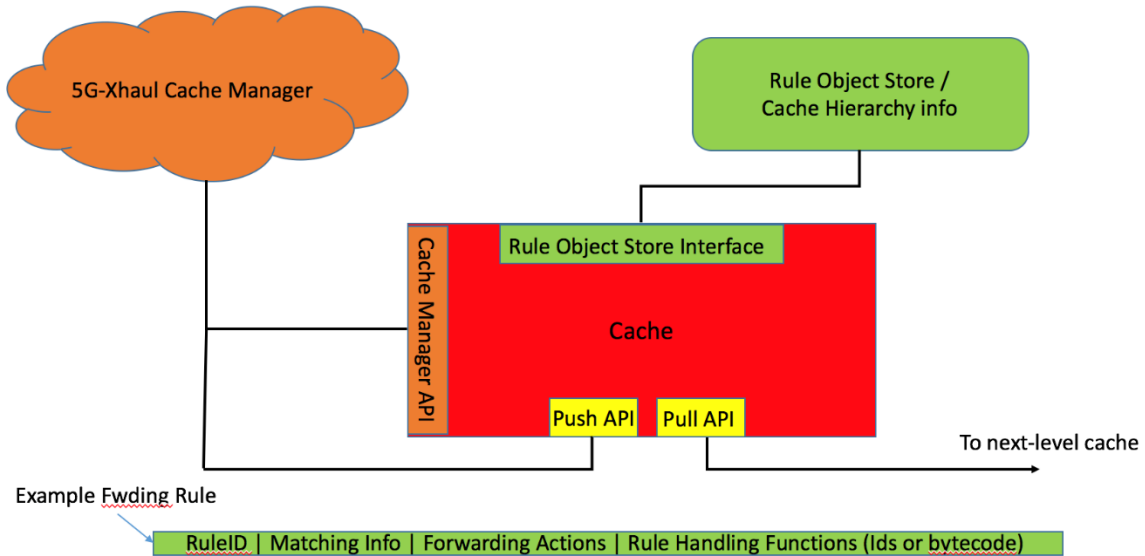 5G-Xhaul Cache Manager
Rule Object Store /
Cache Hierarchy info
Rule Object Store Interface
Cache Manager API
Cache
Push API
Pull API
To next-level cache
Example Fwding Rule
RuleID | Matching Info | Forwarding Actions | Rule Handling Functions (Ids or bytecode)